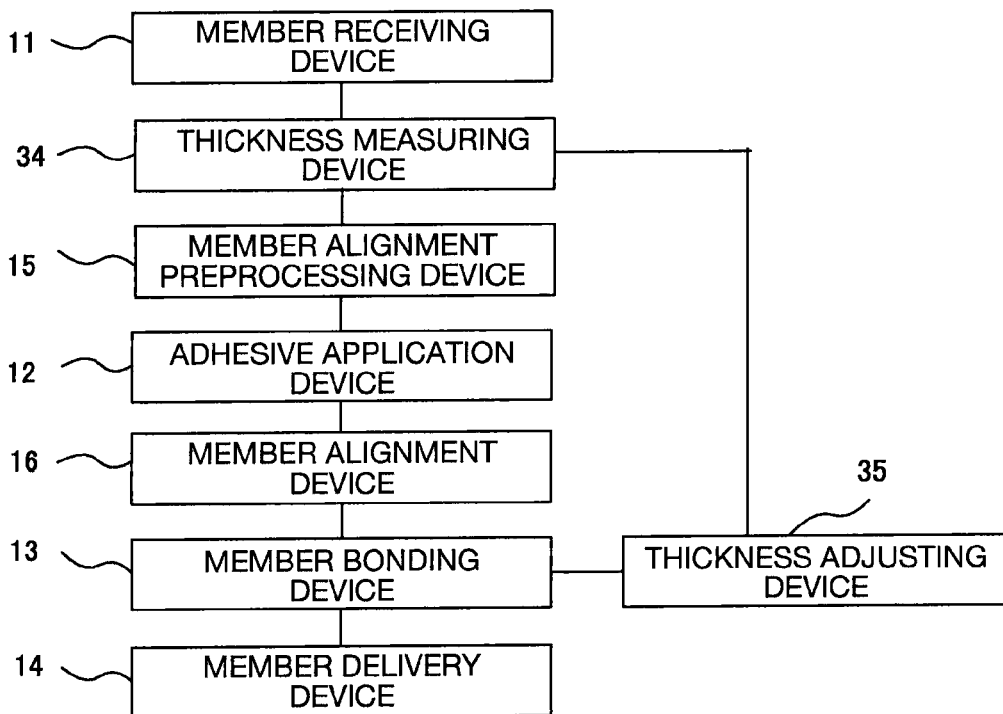 11
MEMBER RECEIVING
DEVICE
34
THICKNESS MEASURING
DEVICE
15
MEMBER ALIGNMENT
PREPROCESSING DEVICE
12
ADHESIVE APPLICATION
DEVICE
16
MEMBER ALIGNMENT
DEVICE
35
13
MEMBER BONDING
DEVICE
THICKNESS ADJUSTING
DEVICE
14
MEMBER DELIVERY
DEVICE